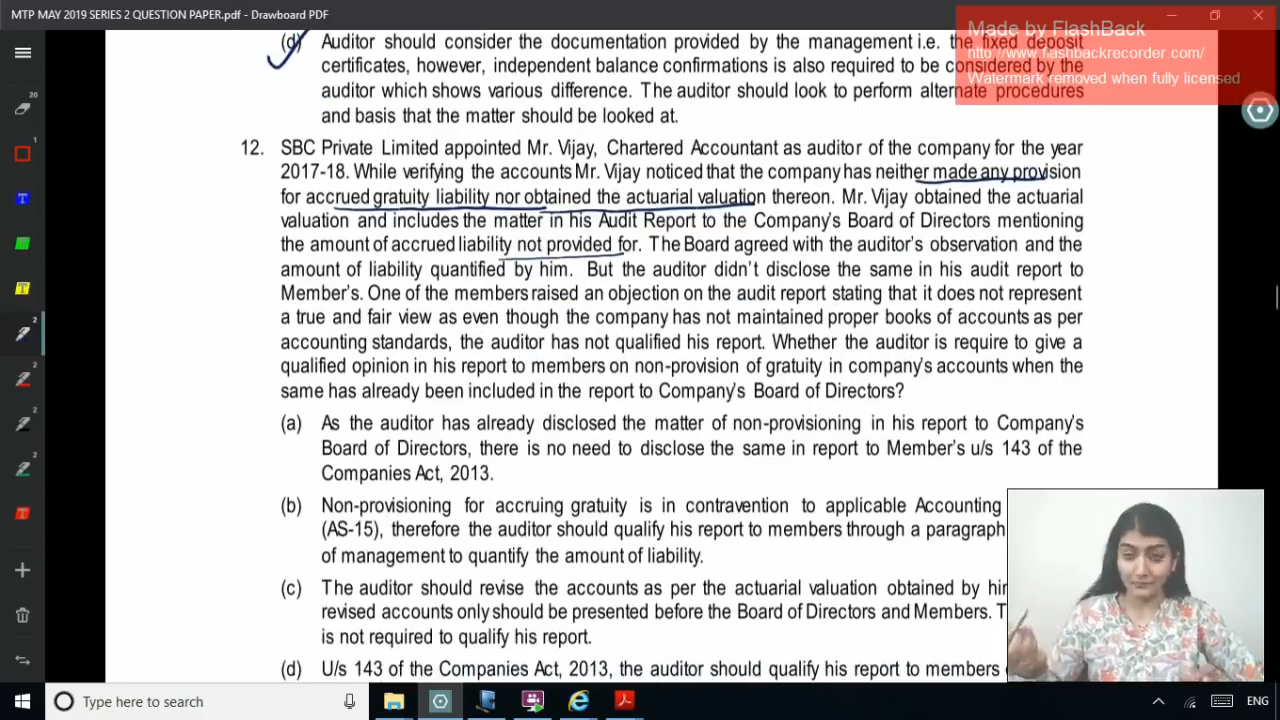 MTP MAY 2019 SERIES 2 QUESTION PAPER.pdf - Drawboard PDF
Made by FlashBack
http://www.flashbackrecorder.com/
Watermark removed when fully licensed
Auditor should consider the documentation provided by the management i.e. the fixed deposit
certificates, however, independent balance confirmations is also required to be considered by the
auditor which shows various difference. The auditor should look to perform alternate procedures
and basis that the matter should be looked at.
12. SBC Private Limited appointed Mr. Vijay, Chartered Accountant as auditor of the company for the year
2017-18. While verifying the accounts Mr. Vijay noticed that the company has neither made any provision
for accrued gratuity liability nor obtained the actuarial valuation thereon. Mr. Vijay obtained the actuarial
valuation and includes the matter in his Audit Report to the Company's Board of Directors mentioning
the amount of accrued liability not provided for. The Board agreed with the auditor's observation and the
amount of liability quantified by him. But the auditor didn't disclose the same in his audit report to
Member's. One of the members raised an objection on the audit report stating that it does not represent
a true and fair view as even though the company has not maintained proper books of accounts as per
accounting standards, the auditor has not qualified his report. Whether the auditor is require to give a
qualified opinion in his report to members on non-provision of gratuity in company's accounts when the
same has already been included in the report to Company's Board of Directors?
(a) As the auditor has already disclosed the matter of non-provisioning in his report to Company's
Board of Directors, there is no need to disclose the same in report to Member's u/s 143 of the
Companies Act, 2013.
(b) Non-provisioning for accruing gratuity is in contravention to applicable Accounting
(AS-15), therefore the auditor should qualify his report to members through a paragraph
of management to quantify the amount of liability.
(c) The auditor should revise the accounts as per the actuarial valuation obtained by
revised accounts only should be presented before the Board of Directors and Members.
is not required to qualify his report.
(d) U/s 143 of the Companies Act, 2013, the auditor should qualify his report to members
20
1
2
2
2
2
Type here to search
ENG